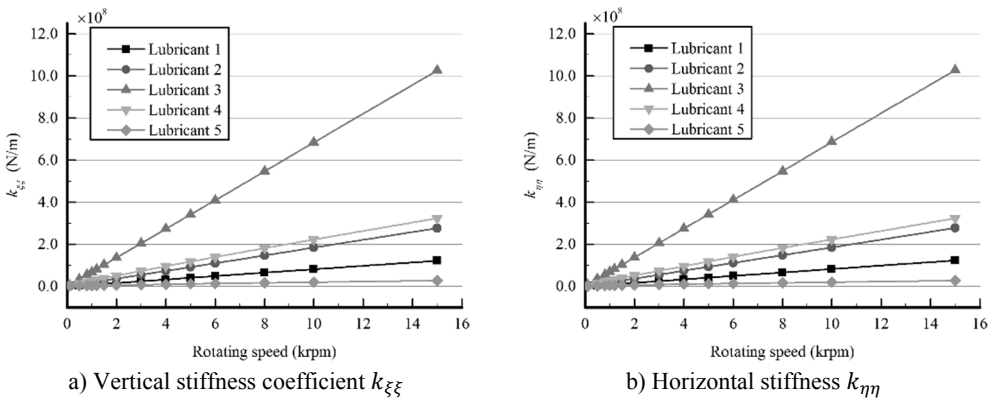 ×10⁸
12.0
10.0
8.0
6.0
4.0
2.0
0.0
k_ξξ (N/m)
Lubricant 1
Lubricant 2
Lubricant 3
Lubricant 4
Lubricant 5
0 2 4 6 8 10 12 14 16
Rotating speed (krpm)
a) Vertical stiffness coefficient k_ξξ
×10⁸
12.0
10.0
8.0
6.0
4.0
2.0
0.0
k_ηη (N/m)
Lubricant 1
Lubricant 2
Lubricant 3
Lubricant 4
Lubricant 5
0 2 4 6 8 10 12 14 16
Rotating speed (krpm)
b) Horizontal stiffness k_ηη